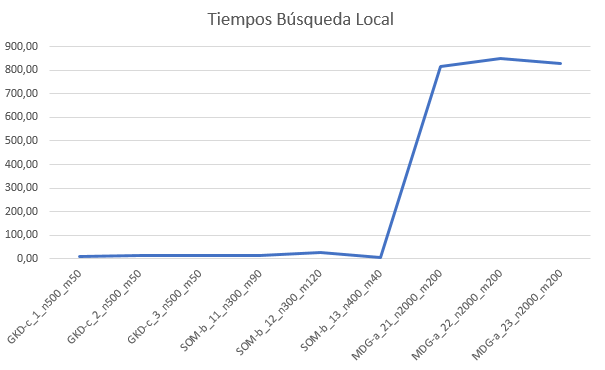 Tiempos Búsqueda Local
900,00
800,00
700,00
600,00
500,00
400,00
300,00
200,00
100,00
0,00
GKD-c_1_n500_m50
GKD-c_2_n500_m50
GKD-c_3_n500_m50
SOM-b_11_n300_m90
SOM-b_12_n300_m120
SOM-b_13_n400_m40
MDG-a_21_n2000_m200
MDG-a_22_n2000_m200
MDG-a_23_n2000_m200